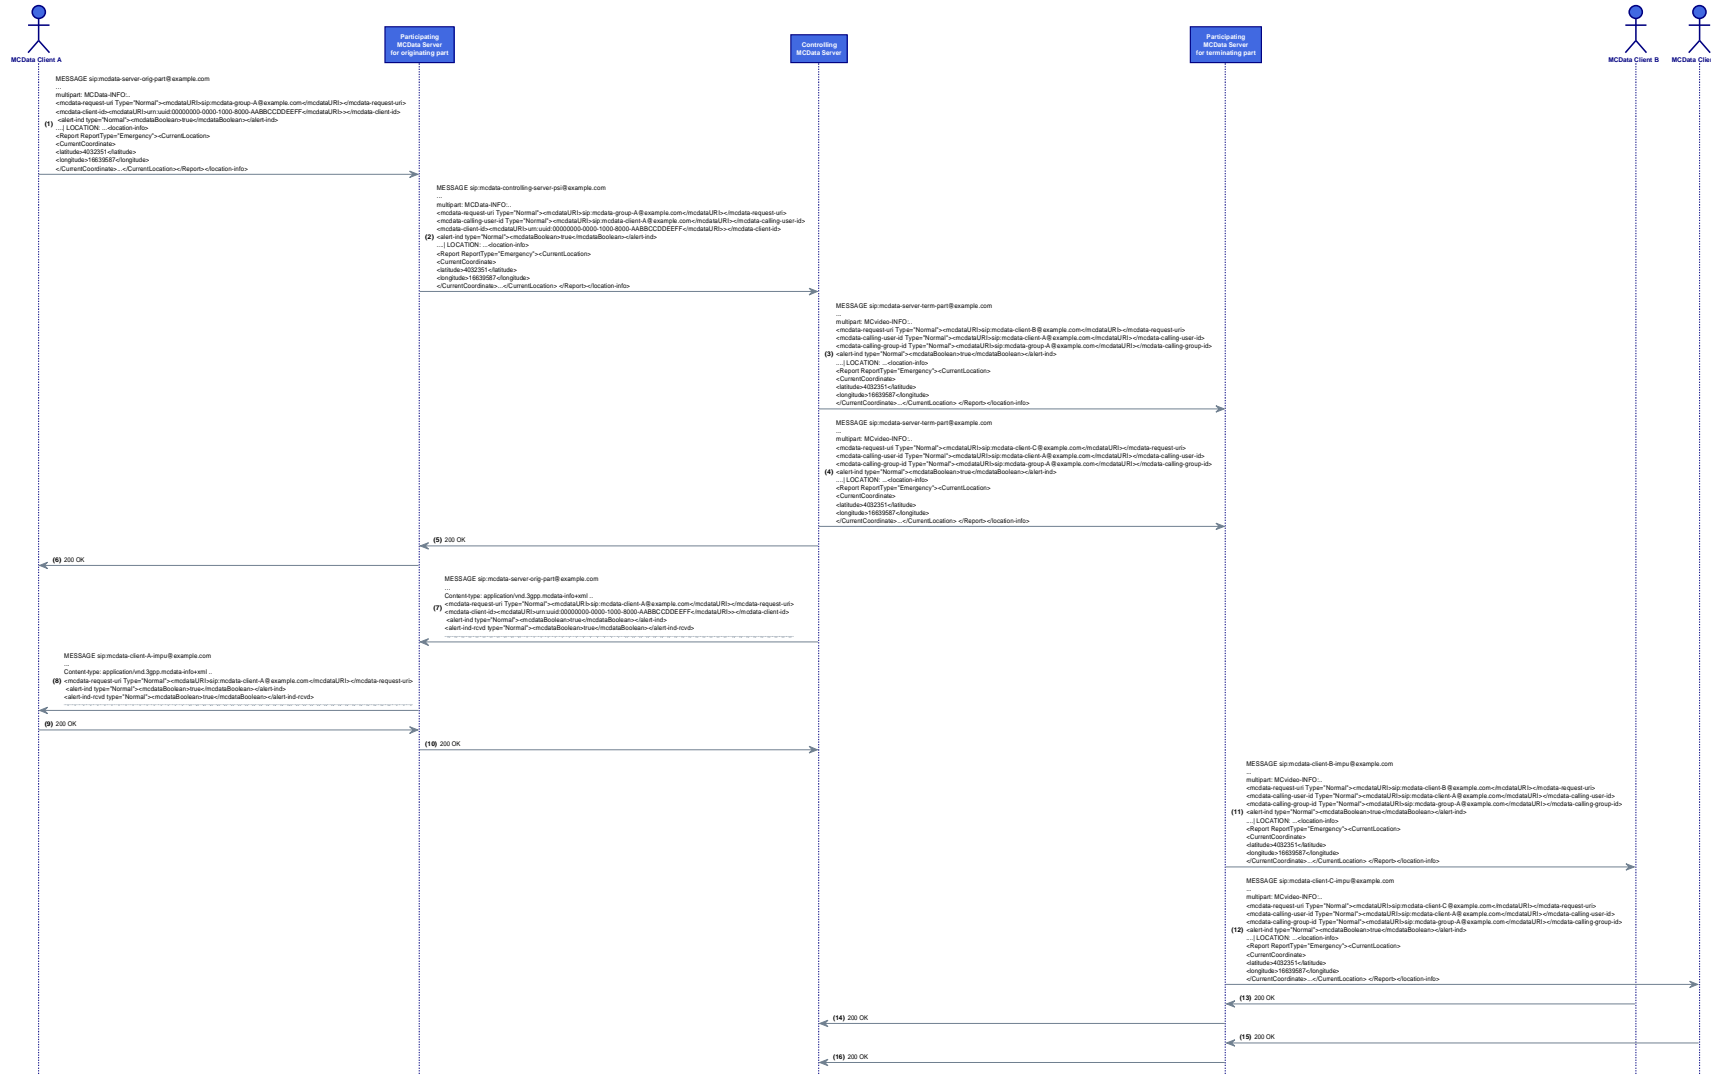 MCData Client A
Participating
MCData Server
for originating part
Controlling
MCData Server
Participating
MCData Server
for terminating part
MCData Client B
MCData Clie
MESSAGE sip:mcdata-server-orig-part@example.com
...
multipart: MCData-INFO:..
<mcdata-request-uri Type="Normal"><mcdataURI>sip:mcdata-group-A@example.com</mcdataURI></mcdata-request-uri>
<mcdata-client-id><mcdataURI>urn:uuid:00000000-0000-1000-8000-AABBCCDDEEFF</mcdataURI>></mcdata-client-id>
<alert-ind type="Normal"><mcdataBoolean>true</mcdataBoolean></alert-ind>
(1) ....| LOCATION: ...<location-info>
<Report ReportType="Emergency"><CurrentLocation>
<CurrentCoordinate>
<latitude>4032351</latitude>
<longitude>16639587</longitude>
</CurrentCoordinate>...</CurrentLocation></Report></location-info>
MESSAGE sip:mcdata-controlling-server-psi@example.com
...
multipart: MCData-INFO:..
<mcdata-request-uri Type="Normal"><mcdataURI>sip:mcdata-group-A@example.com</mcdataURI></mcdata-request-uri>
<mcdata-calling-user-id Type="Normal"><mcdataURI>sip:mcdata-client-A@example.com</mcdataURI></mcdata-calling-user-id>
<mcdata-client-id><mcdataURI>urn:uuid:00000000-0000-1000-8000-AABBCCDDEEFF</mcdataURI>></mcdata-client-id>
(2) <alert-ind type="Normal"><mcdataBoolean>true</mcdataBoolean></alert-ind>
....| LOCATION: ...<location-info>
<Report ReportType="Emergency"><CurrentLocation>
<CurrentCoordinate>
<latitude>4032351</latitude>
<longitude>16639587</longitude>
</CurrentCoordinate>...</CurrentLocation> </Report></location-info>
MESSAGE sip:mcdata-server-term-part@example.com
...
multipart: MCvideo-INFO:..
<mcdata-request-uri Type="Normal"><mcdataURI>sip:mcdata-client-B@example.com</mcdataURI></mcdata-request-uri>
<mcdata-calling-user-id Type="Normal"><mcdataURI>sip:mcdata-client-A@example.com</mcdataURI></mcdata-calling-user-id>
<mcdata-calling-group-id Type="Normal"><mcdataURI>sip:mcdata-group-A@example.com</mcdataURI></mcdata-calling-group-id>
(3) <alert-ind type="Normal"><mcdataBoolean>true</mcdataBoolean></alert-ind>
....| LOCATION: ...<location-info>
<Report ReportType="Emergency"><CurrentLocation>
<CurrentCoordinate>
<latitude>4032351</latitude>
<longitude>16639587</longitude>
</CurrentCoordinate>...</CurrentLocation> </Report></location-info>
MESSAGE sip:mcdata-server-term-part@example.com
...
multipart: MCvideo-INFO:..
<mcdata-request-uri Type="Normal"><mcdataURI>sip:mcdata-client-C@example.com</mcdataURI></mcdata-request-uri>
<mcdata-calling-user-id Type="Normal"><mcdataURI>sip:mcdata-client-A@example.com</mcdataURI></mcdata-calling-user-id>
<mcdata-calling-group-id Type="Normal"><mcdataURI>sip:mcdata-group-A@example.com</mcdataURI></mcdata-calling-group-id>
(4) <alert-ind type="Normal"><mcdataBoolean>true</mcdataBoolean></alert-ind>
....| LOCATION: ...<location-info>
<Report ReportType="Emergency"><CurrentLocation>
<CurrentCoordinate>
<latitude>4032351</latitude>
<longitude>16639587</longitude>
</CurrentCoordinate>...</CurrentLocation> </Report></location-info>
(5) 200 OK
(6) 200 OK
MESSAGE sip:mcdata-server-orig-part@example.com
...
Content-type: application/vnd.3gpp.mcdata-info+xml ..
<mcdata-request-uri Type="Normal"><mcdataURI>sip:mcdata-client-A@example.com</mcdataURI></mcdata-request-uri>
(7) <mcdata-client-id><mcdataURI>urn:uuid:00000000-0000-1000-8000-AABBCCDDEEFF</mcdataURI>></mcdata-client-id>
<alert-ind type="Normal"><mcdataBoolean>true</mcdataBoolean></alert-ind>
<alert-ind-rcvd type="Normal"><mcdataBoolean>true</mcdataBoolean></alert-ind-rcvd>
MESSAGE sip:mcdata-client-A-impu@example.com
...
Content-type: application/vnd.3gpp.mcdata-info+xml ..
(8) <mcdata-request-uri Type="Normal"><mcdataURI>sip:mcdata-client-A@example.com</mcdataURI></mcdata-request-uri>
<alert-ind type="Normal"><mcdataBoolean>true</mcdataBoolean></alert-ind>
<alert-ind-rcvd type="Normal"><mcdataBoolean>true</mcdataBoolean></alert-ind-rcvd>
(9) 200 OK
(10) 200 OK
MESSAGE sip:mcdata-client-B-impu@example.com
...
multipart: MCvideo-INFO:..
<mcdata-request-uri Type="Normal"><mcdataURI>sip:mcdata-client-B@example.com</mcdataURI></mcdata-request-uri>
<mcdata-calling-user-id Type="Normal"><mcdataURI>sip:mcdata-client-A@example.com</mcdataURI></mcdata-calling-user-id>
<mcdata-calling-group-id Type="Normal"><mcdataURI>sip:mcdata-group-A@example.com</mcdataURI></mcdata-calling-group-id>
(11) <alert-ind type="Normal"><mcdataBoolean>true</mcdataBoolean></alert-ind>
....| LOCATION: ...<location-info>
<Report ReportType="Emergency"><CurrentLocation>
<CurrentCoordinate>
<latitude>4032351</latitude>
<longitude>16639587</longitude>
</CurrentCoordinate>...</CurrentLocation> </Report></location-info>
MESSAGE sip:mcdata-client-C-impu@example.com
...
multipart: MCvideo-INFO:..
<mcdata-request-uri Type="Normal"><mcdataURI>sip:mcdata-client-C@example.com</mcdataURI></mcdata-request-uri>
<mcdata-calling-user-id Type="Normal"><mcdataURI>sip:mcdata-client-A@example.com</mcdataURI></mcdata-calling-user-id>
<mcdata-calling-group-id Type="Normal"><mcdataURI>sip:mcdata-group-A@example.com</mcdataURI></mcdata-calling-group-id>
(12) <alert-ind type="Normal"><mcdataBoolean>true</mcdataBoolean></alert-ind>
....| LOCATION: ...<location-info>
<Report ReportType="Emergency"><CurrentLocation>
<CurrentCoordinate>
<latitude>4032351</latitude>
<longitude>16639587</longitude>
</CurrentCoordinate>...</CurrentLocation> </Report></location-info>
(13) 200 OK
(14) 200 OK
(15) 200 OK
(16) 200 OK